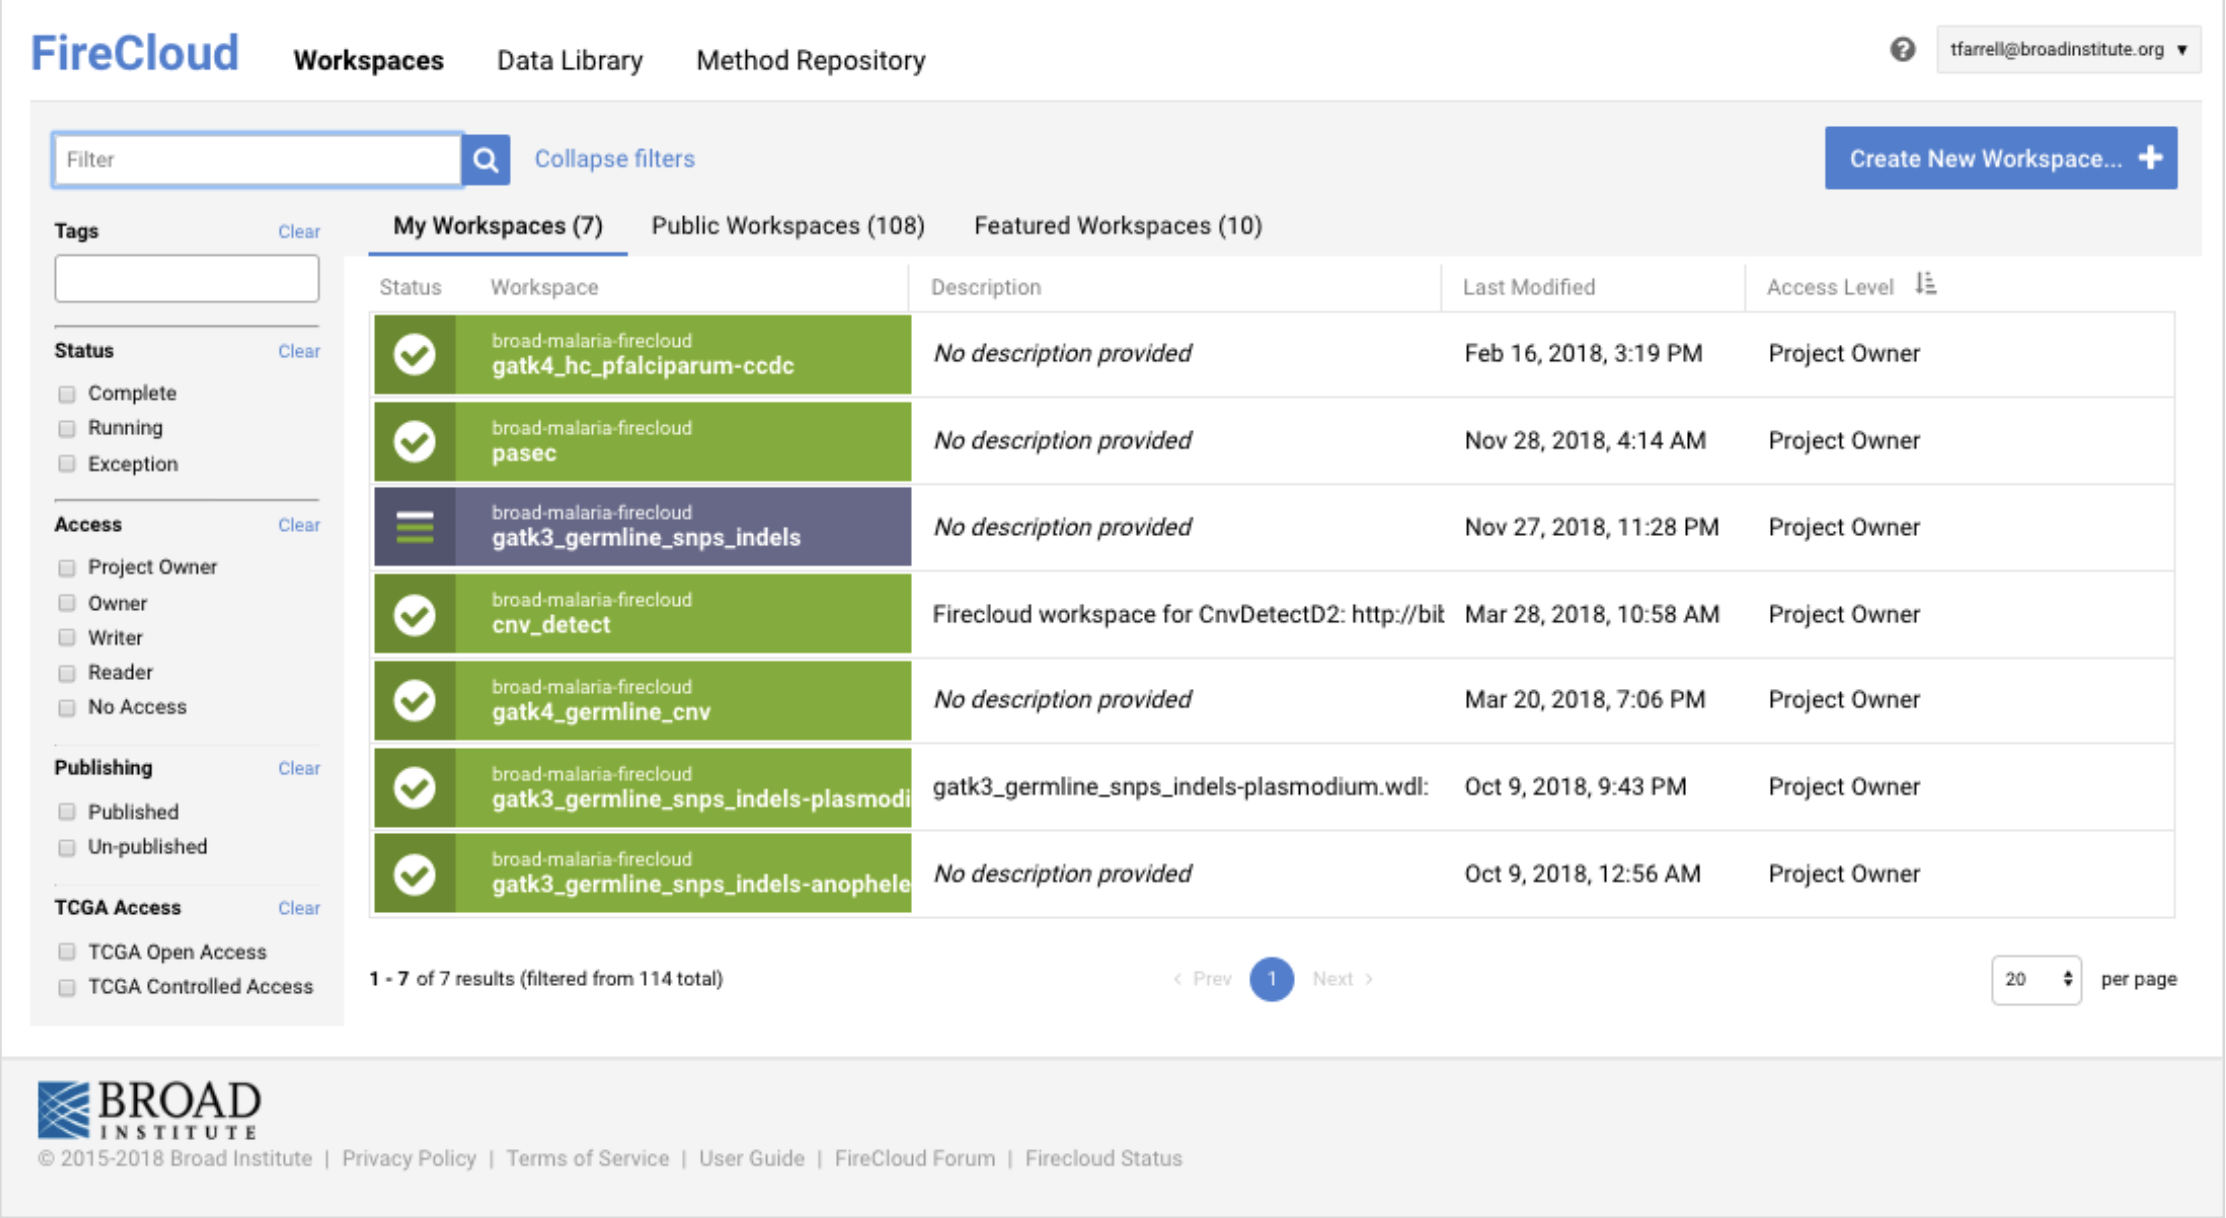 FireCloud Workspaces Data Library Method Repository tfarrell@broadinstitute.org
Filter Collapse filters Create New Workspace...
Tags Clear
My Workspaces (7) Public Workspaces (108) Featured Workspaces (10)
Status Workspace Description Last Modified Access Level
Status Clear
Complete
Running
Exception
Access Clear
Project Owner
Owner
Writer
Reader
No Access
Publishing Clear
Published
Un-published
TCGA Access Clear
TCGA Open Access
TCGA Controlled Access
broad-malaria-firecloud
gatk4_hc_pfalciparum-ccdc No description provided Feb 16, 2018, 3:19 PM Project Owner
broad-malaria-firecloud
pasec No description provided Nov 28, 2018, 4:14 AM Project Owner
broad-malaria-firecloud
gatk3_germline_snps_indels No description provided Nov 27, 2018, 11:28 PM Project Owner
broad-malaria-firecloud
cnv_detect Firecloud workspace for CnvDetectD2: http://bit Mar 28, 2018, 10:58 AM Project Owner
broad-malaria-firecloud
gatk4_germline_cnv No description provided Mar 20, 2018, 7:06 PM Project Owner
broad-malaria-firecloud
gatk3_germline_snps_indels-plasmodi gatk3_germline_snps_indels-plasmodium.wdl: Oct 9, 2018, 9:43 PM Project Owner
broad-malaria-firecloud
gatk3_germline_snps_indels-anophele No description provided Oct 9, 2018, 12:56 AM Project Owner
1 - 7 of 7 results (filtered from 114 total) < Prev 1 Next > 20 per page
BROAD
INSTITUTE
© 2015-2018 Broad Institute | Privacy Policy | Terms of Service | User Guide | FireCloud Forum | Firecloud Status